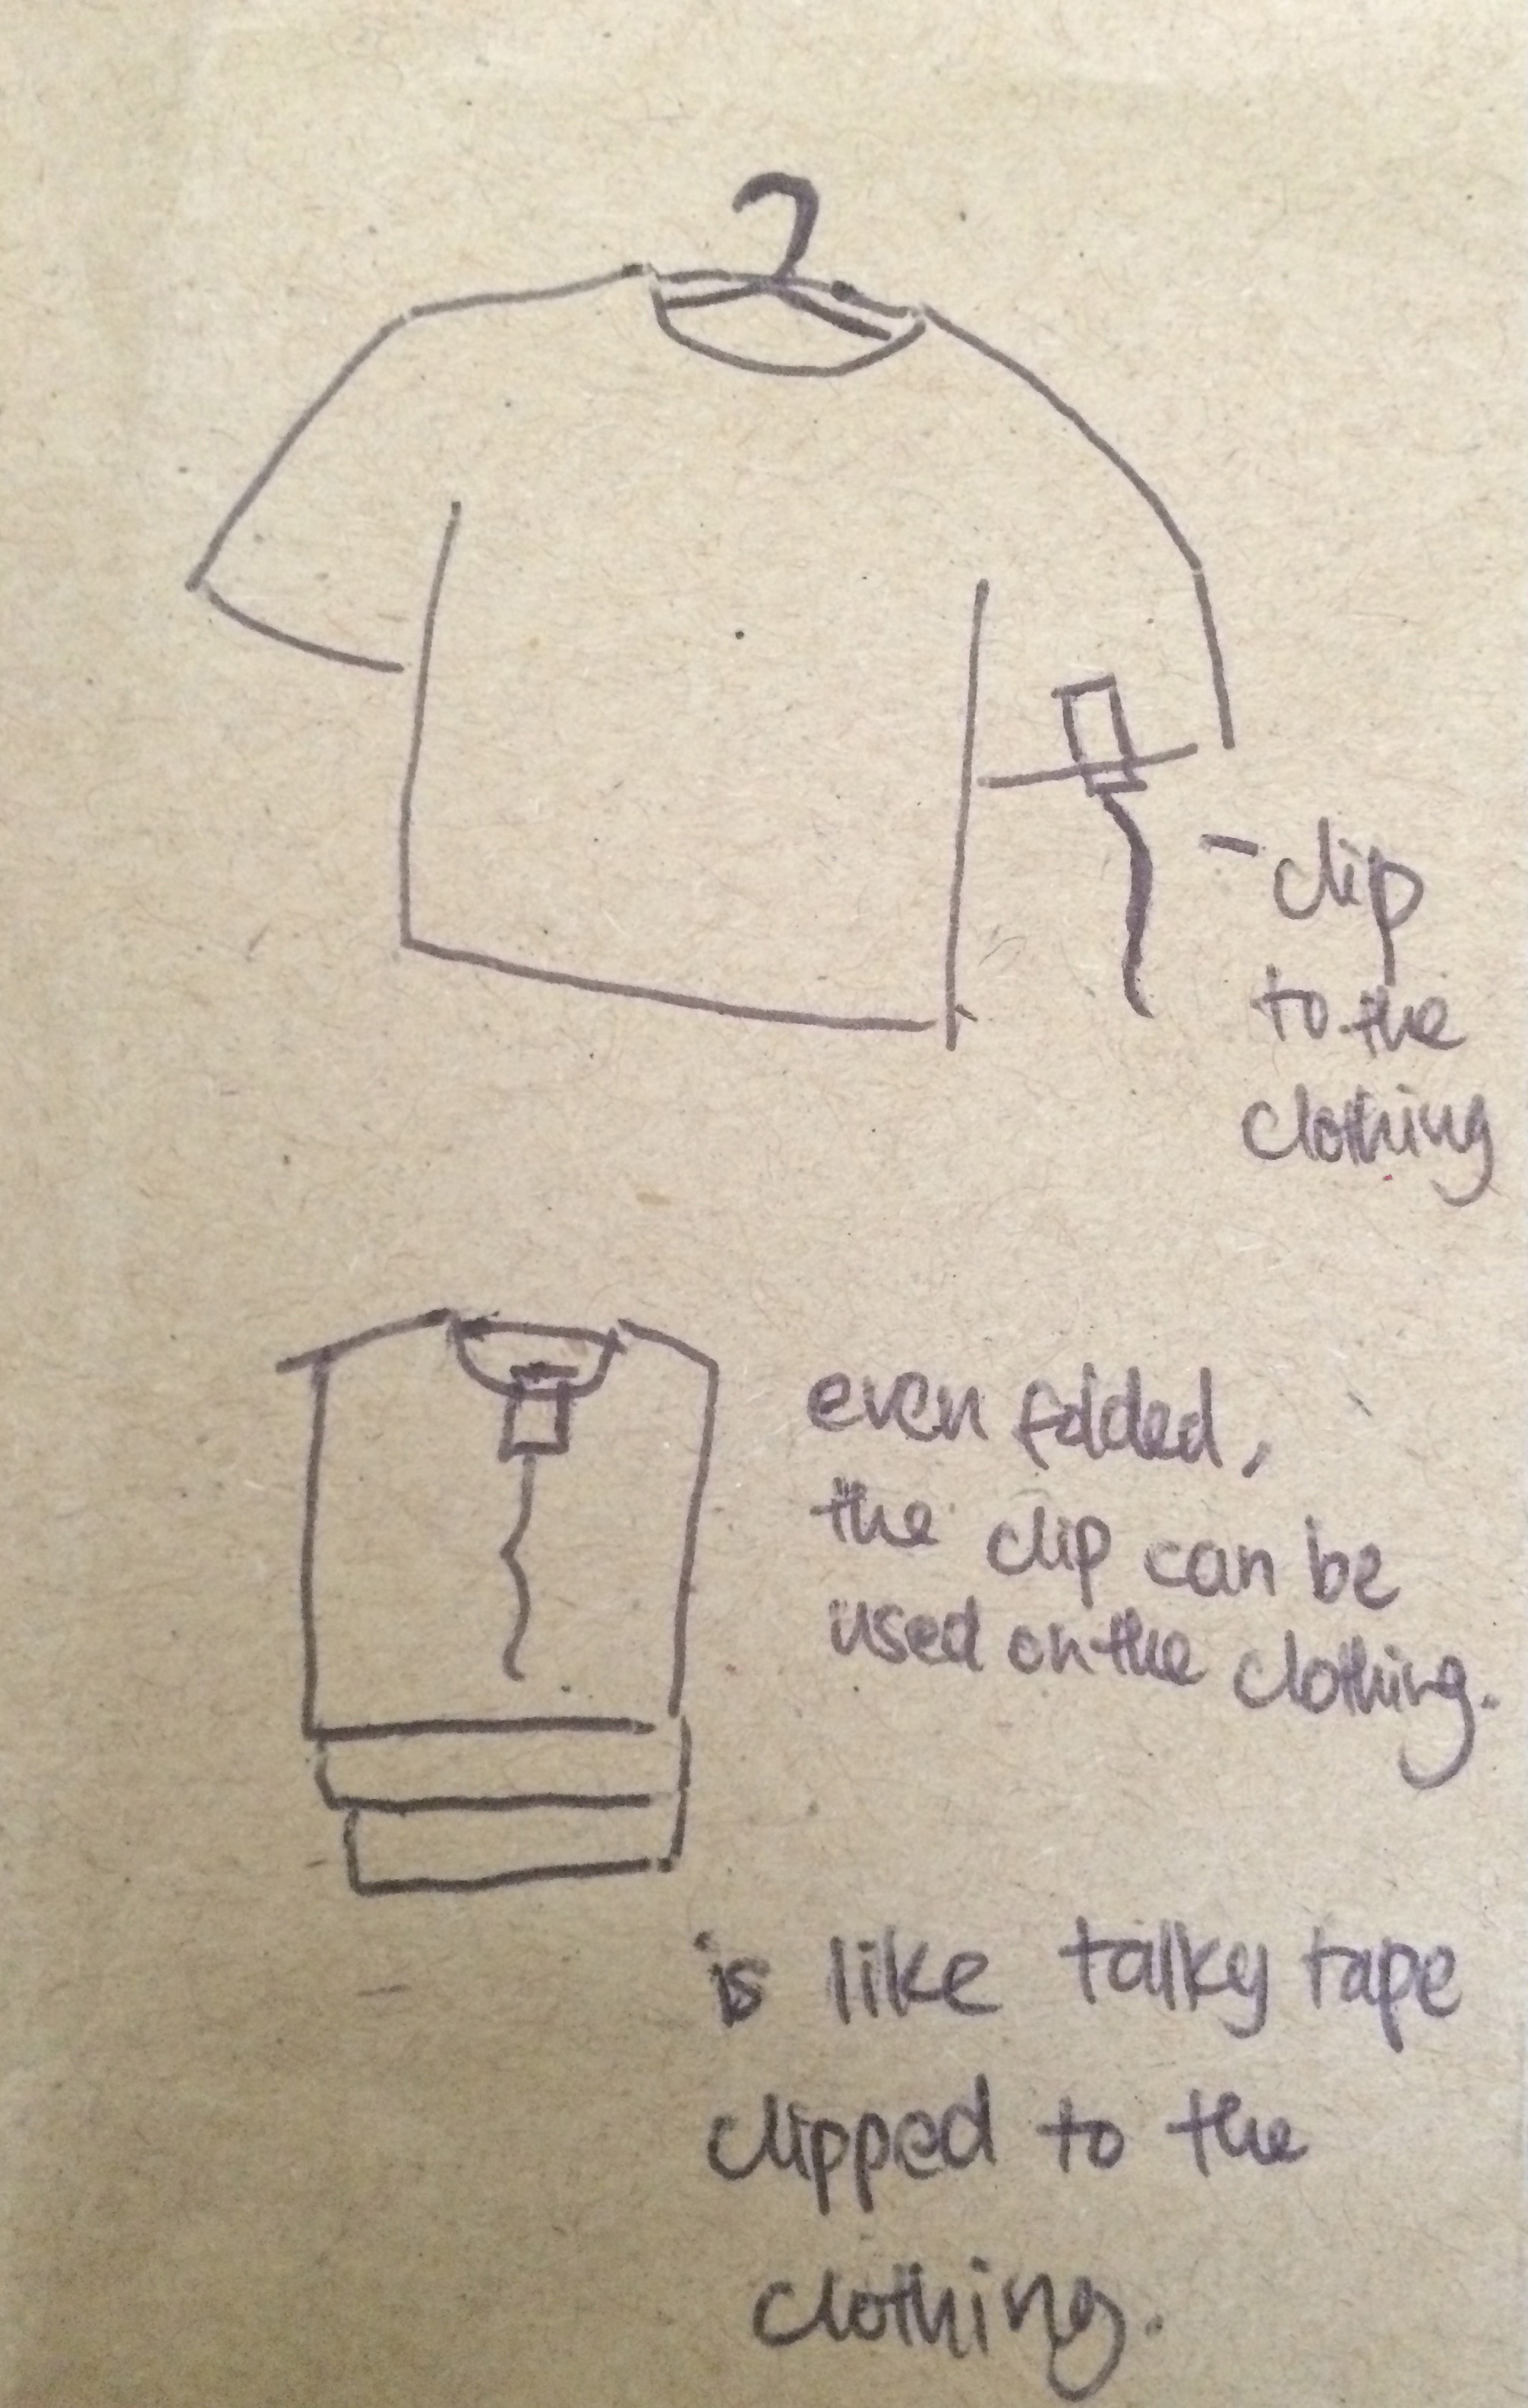 - clip
to the
clothing
even folded,
the clip can be
used on the clothing.
is like talky tape
clipped to the
clothing.